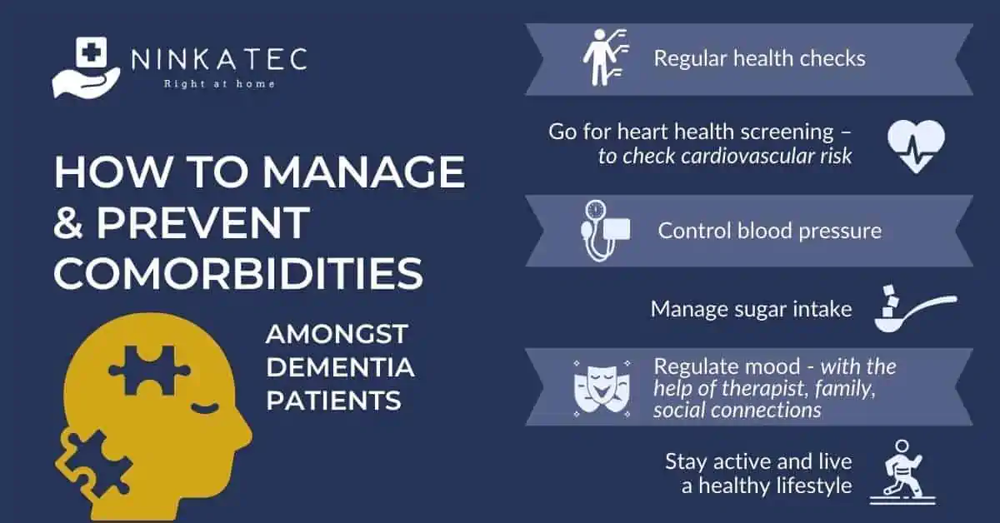 NINKATEC
Right at home
HOW TO MANAGE
& PREVENT
COMORBIDITIES
AMONGST
DEMENTIA
PATIENTS
Regular health checks
Go for heart health screening –
to check cardiovascular risk
Control blood pressure
Manage sugar intake
Regulate mood - with the
help of therapist, family,
social connections
Stay active and live
a healthy lifestyle